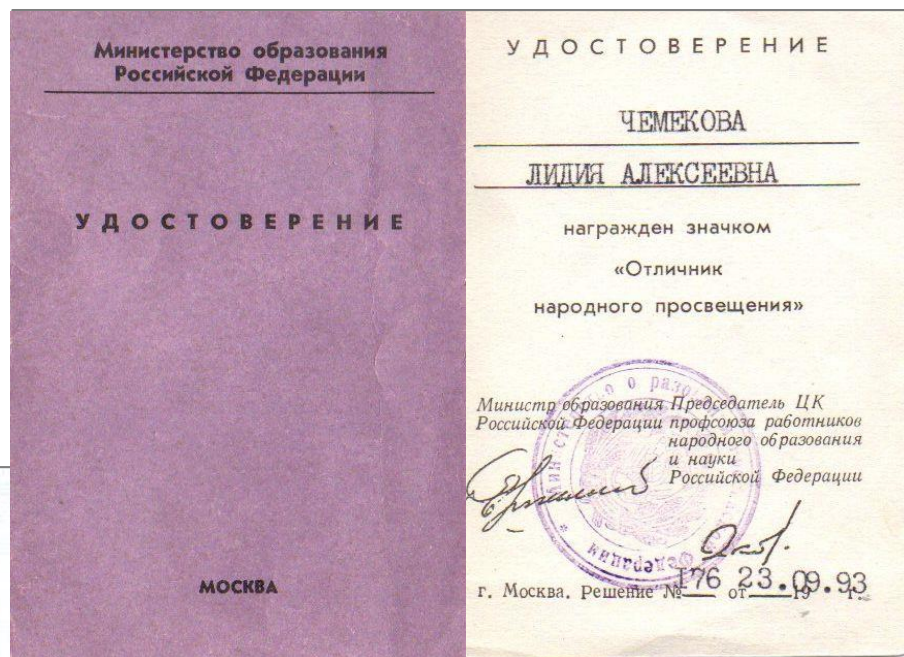 Министерство образования
Российской Федерации
УДОСТОВЕРЕНИЕ
МОСКВА
УДОСТОВЕРЕНИЕ
ЧЕМЕКОВА
ЛИДИЯ АЛЕКСЕЕВНА
награжден значком
«Отличник
народного просвещения»
Министр образования
Российской Федерации
Председатель ЦК
профсоюза работников
народного образования
и науки
Российской Федерации
г. Москва. Решение № 176 от 23.09.93 19 г.